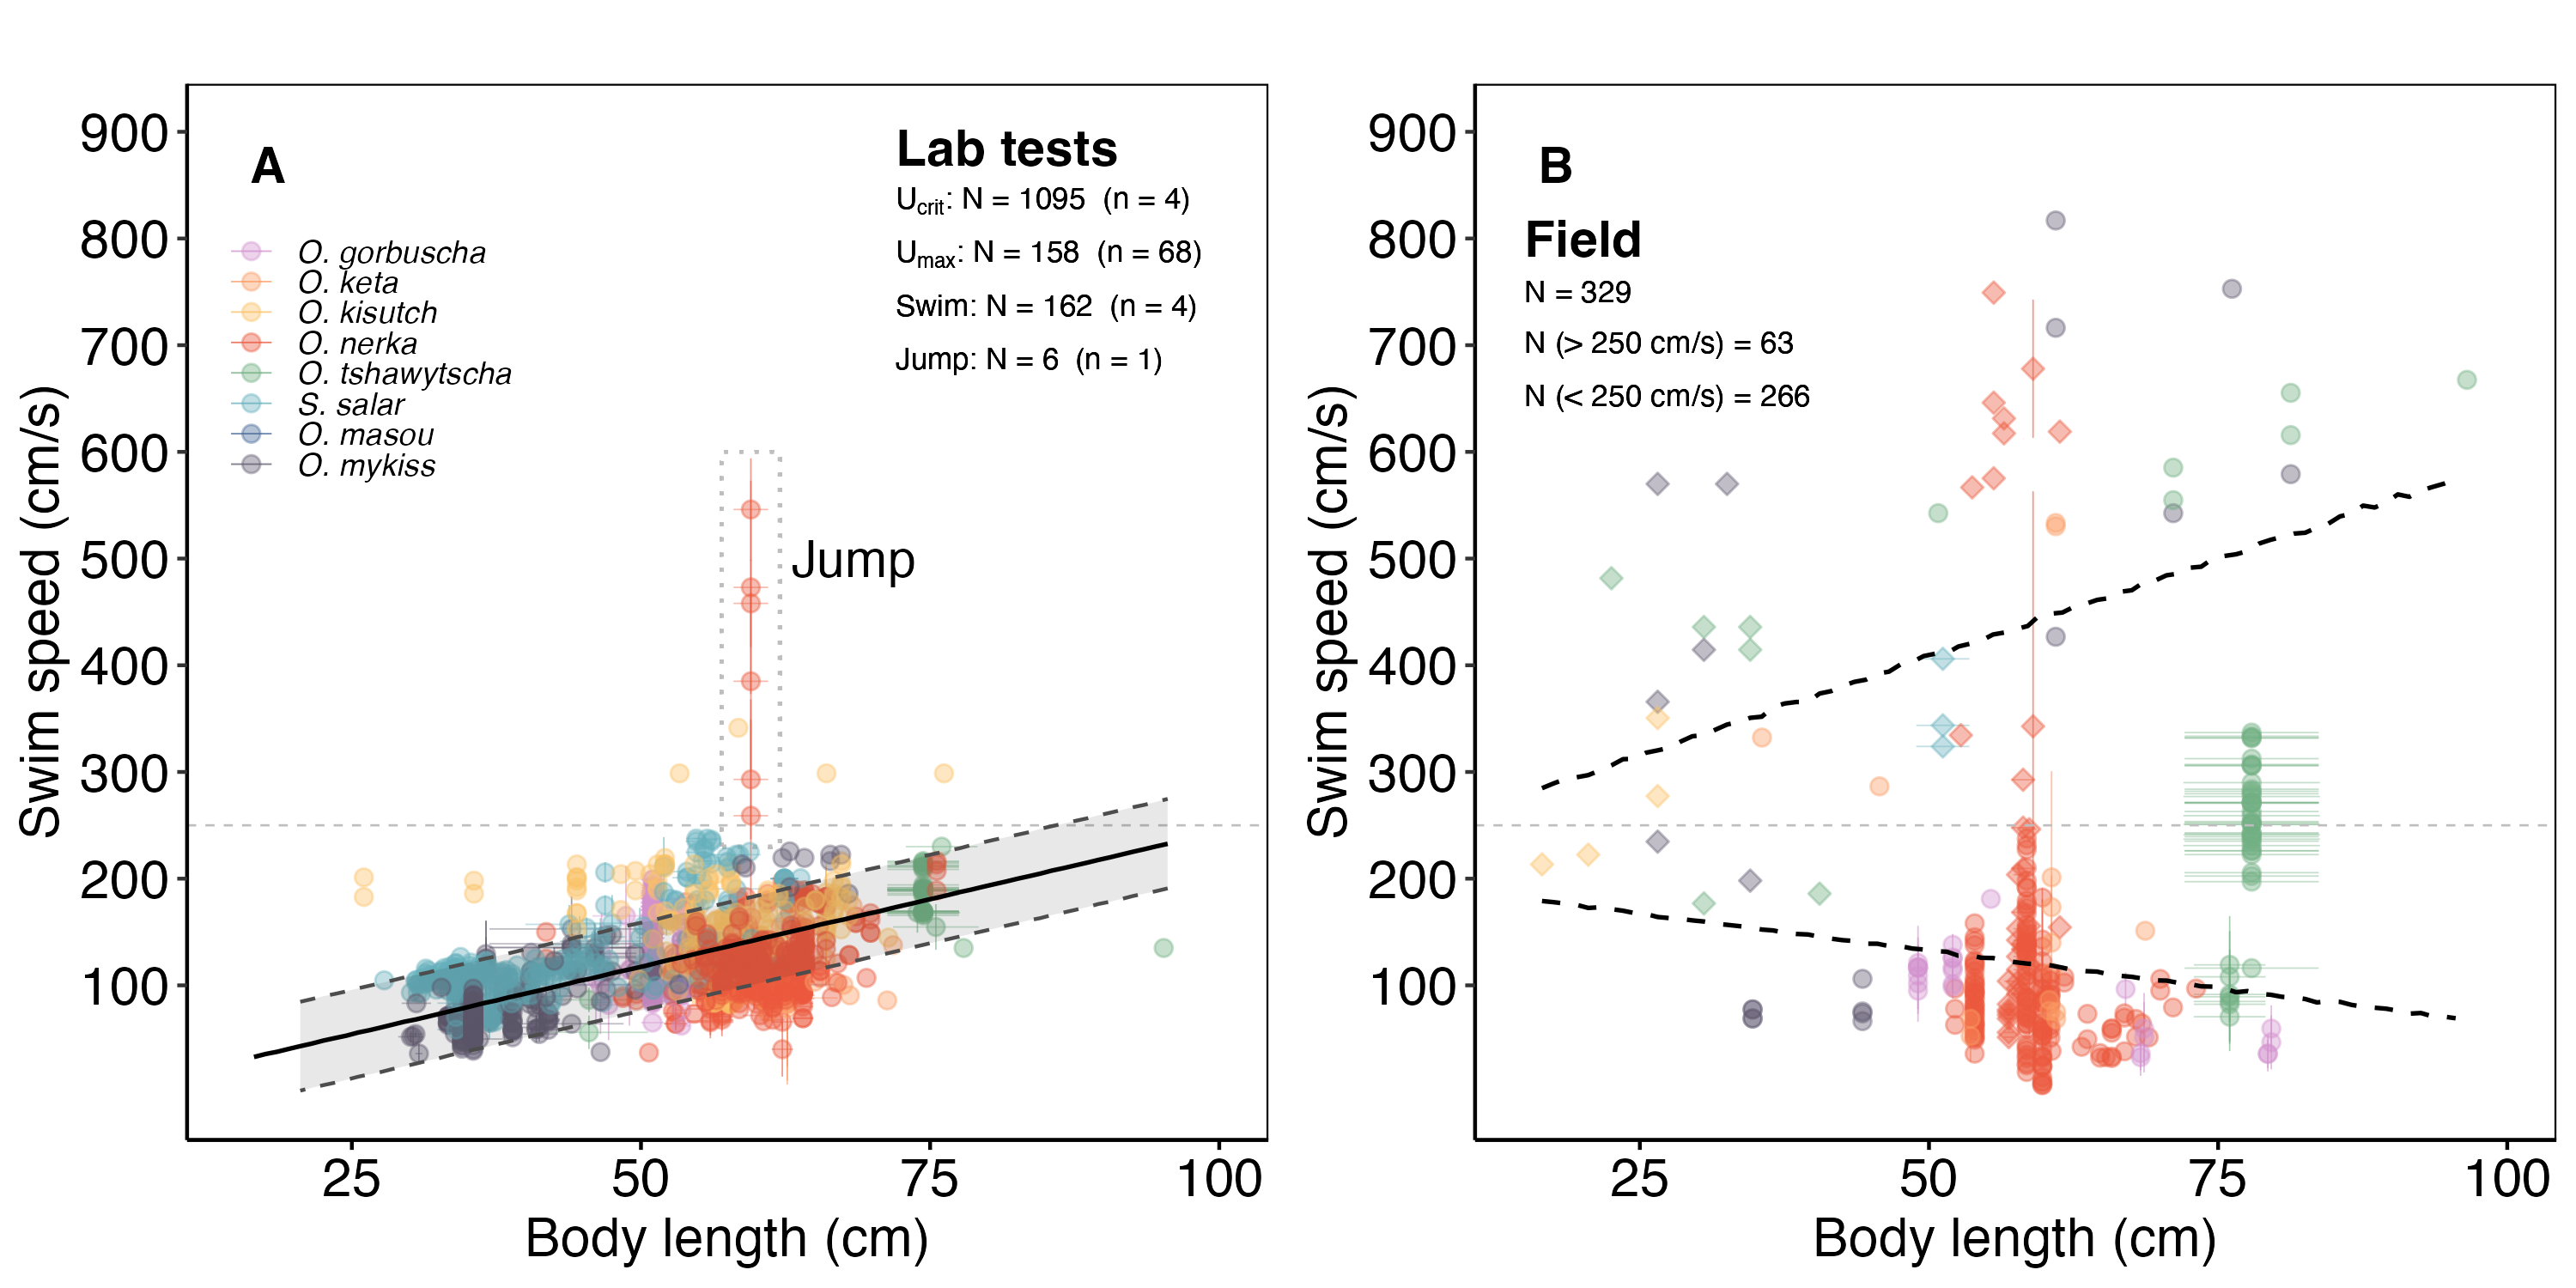 A
Lab tests
Ucrit: N = 1095 (n = 4)
Umax: N = 158 (n = 68)
Swim: N = 162 (n = 4)
Jump: N = 6 (n = 1)
O. gorbuscha
O. keta
O. kisutch
O. nerka
O. tshawytscha
S. salar
O. masou
O. mykiss
Jump
900
800
700
600
500
400
300
200
100
Swim speed (cm/s)
25 50 75 100
Body length (cm)
B
Field
N = 329
N (> 250 cm/s) = 63
N (< 250 cm/s) = 266
900
800
700
600
500
400
300
200
100
Swim speed (cm/s)
25 50 75 100
Body length (cm)